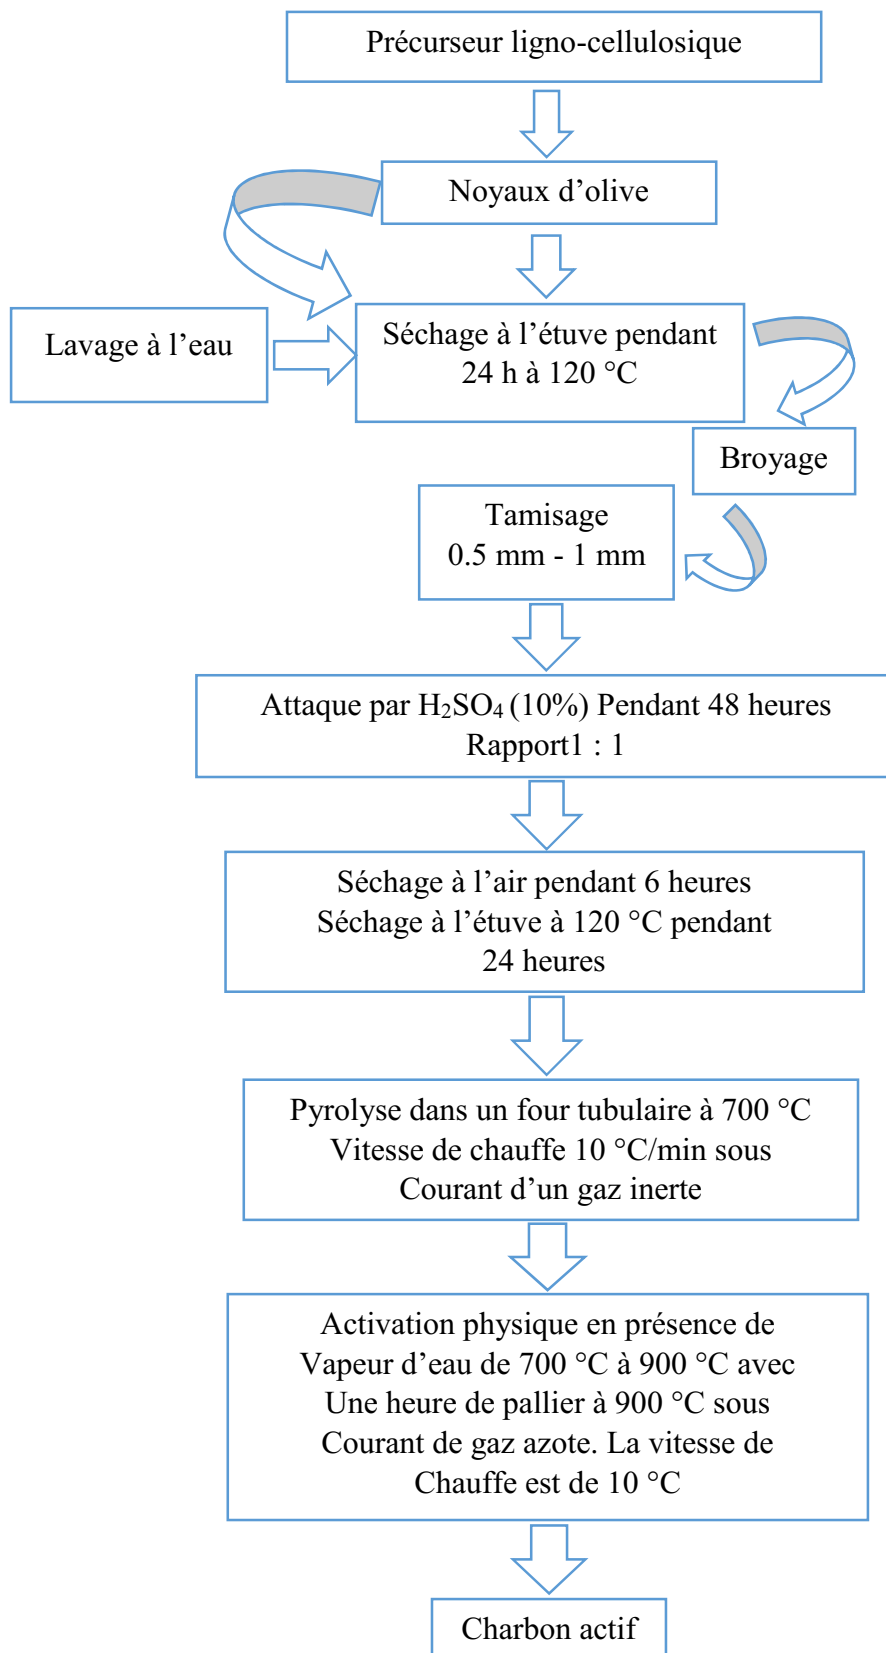 Précurseur ligno-cellulosique
Noyaux d’olive
Lavage à l’eau
Séchage à l’étuve pendant
24 h à 120 °C
Broyage
Tamisage
0.5 mm - 1 mm
Attaque par H₂SO₄ (10%) Pendant 48 heures
Rapport1 : 1
Séchage à l’air pendant 6 heures
Séchage à l’étuve à 120 °C pendant
24 heures
Pyrolyse dans un four tubulaire à 700 °C
Vitesse de chauffe 10 °C/min sous
Courant d’un gaz inerte
Activation physique en présence de
Vapeur d’eau de 700 °C à 900 °C avec
Une heure de pallier à 900 °C sous
Courant de gaz azote. La vitesse de
Chauffe est de 10 °C
Charbon actif